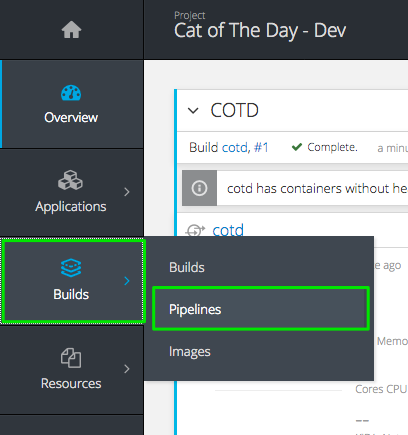 Project
Cat of The Day - Dev
Overview
COTD
Build cotd, #1
Complete.
a minu
Applications
cotd has containers without he
cotd
Builds
Builds
e ago
Pipelines
Memo
Images
Resources
Cores CPU
--